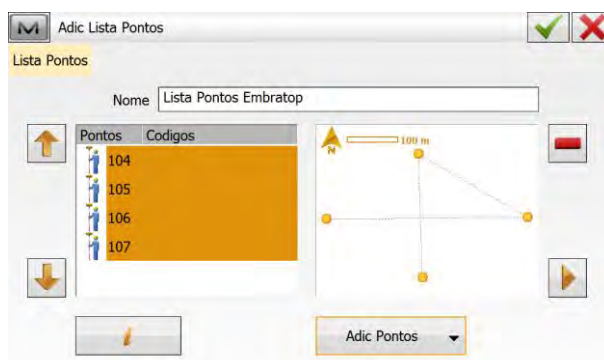 Adic Lista Pontos
Lista Pontos
Nome Lista Pontos Embratop
Pontos Codigos
104
105
106
107
N 100 m
i Adic Pontos